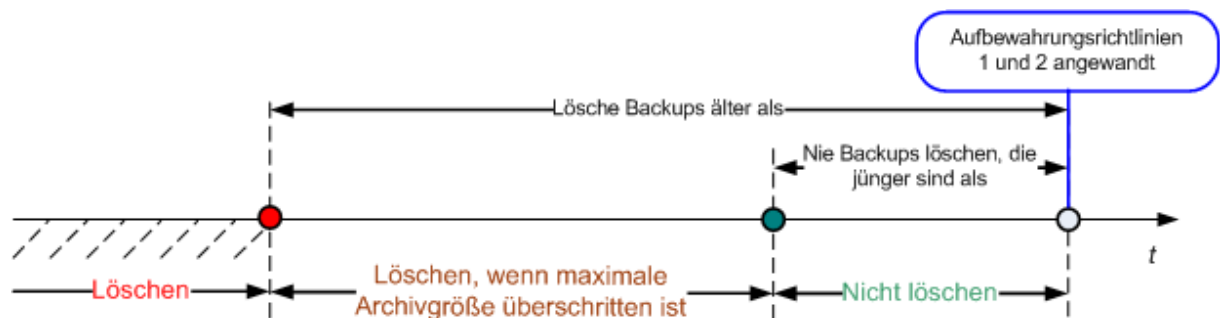 Aufbewahrungsrichtlinien
1 und 2 angewandt
Lösche Backups älter als
Nie Backups löschen, die
jünger sind als
t
Löschen
Löschen, wenn maximale
Archivgröße überschritten ist
Nicht löschen